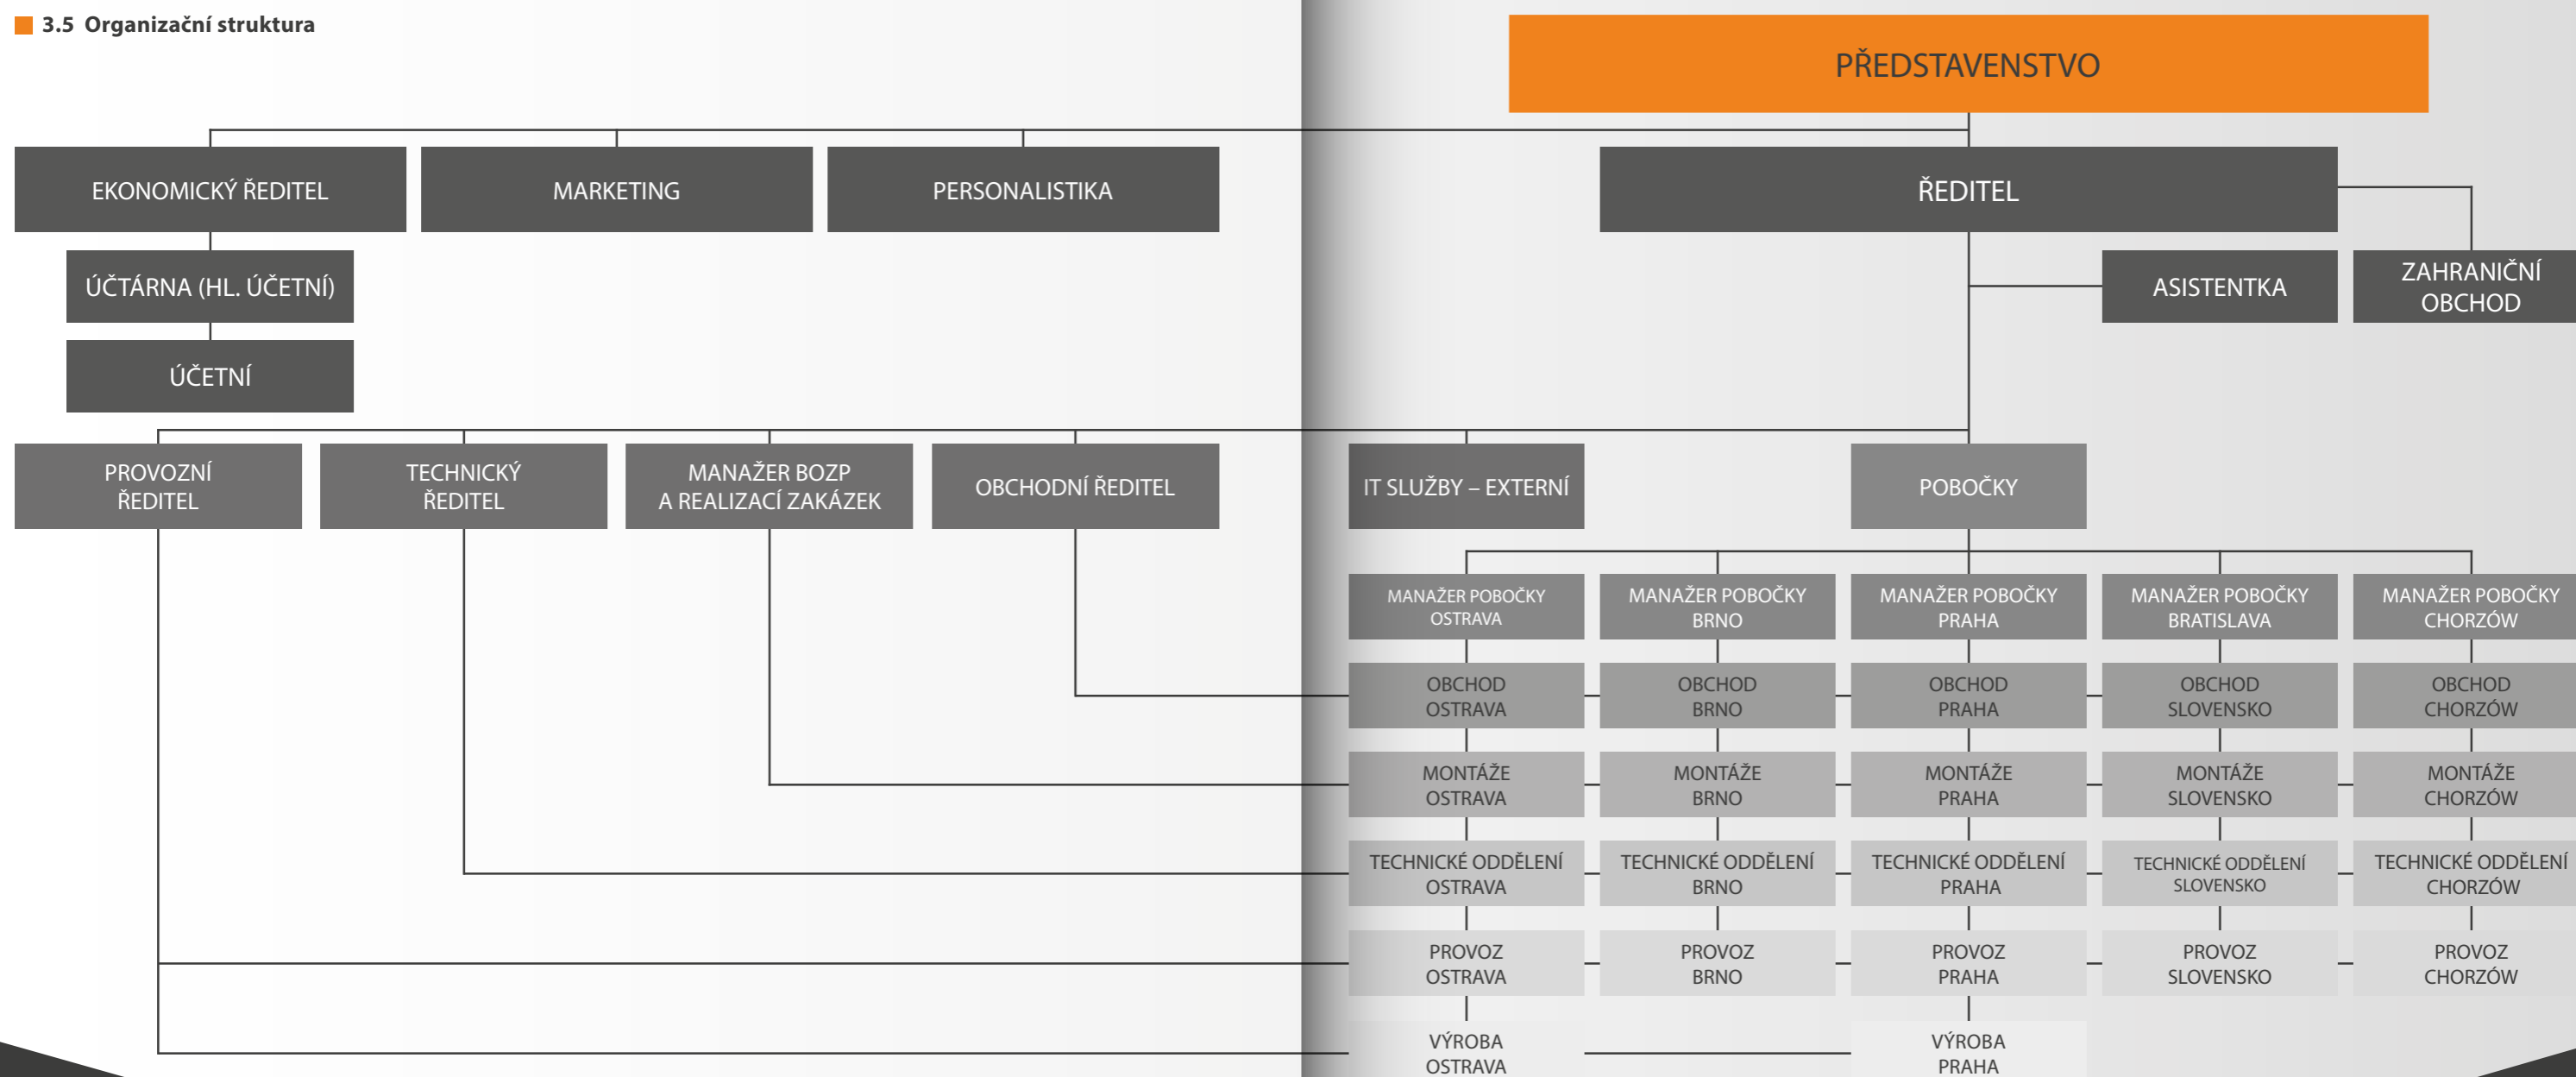 3.5 Organizační struktura
PŘEDSTAVENSTVO
EKONOMICKÝ ŘEDITEL
MARKETING
PERSONALISTIKA
ŘEDITEL
ÚČTÁRNA (HL. ÚČETNÍ)
ASISTENTKA
ZAHRANIČNÍ
OBCHOD
ÚČETNÍ
PROVOZNÍ
ŘEDITEL
TECHNICKÝ
ŘEDITEL
MANAŽER BOZP
A REALIZACÍ ZAKÁZEK
OBCHODNÍ ŘEDITEL
IT SLUŽBY – EXTERNÍ
POBOČKY
MANAŽER POBOČKY
OSTRAVA
MANAŽER POBOČKY
BRNO
MANAŽER POBOČKY
PRAHA
MANAŽER POBOČKY
BRATISLAVA
MANAŽER POBOČKY
CHORZÓW
OBCHOD
OSTRAVA
OBCHOD
BRNO
OBCHOD
PRAHA
OBCHOD
SLOVENSKO
OBCHOD
CHORZÓW
MONTÁŽE
OSTRAVA
MONTÁŽE
BRNO
MONTÁŽE
PRAHA
MONTÁŽE
SLOVENSKO
MONTÁŽE
CHORZÓW
TECHNICKÉ ODDĚLENÍ
OSTRAVA
TECHNICKÉ ODDĚLENÍ
BRNO
TECHNICKÉ ODDĚLENÍ
PRAHA
TECHNICKÉ ODDĚLENÍ
SLOVENSKO
TECHNICKÉ ODDĚLENÍ
CHORZÓW
PROVOZ
OSTRAVA
PROVOZ
BRNO
PROVOZ
PRAHA
PROVOZ
SLOVENSKO
PROVOZ
CHORZÓW
VÝROBA
OSTRAVA
VÝROBA
PRAHA